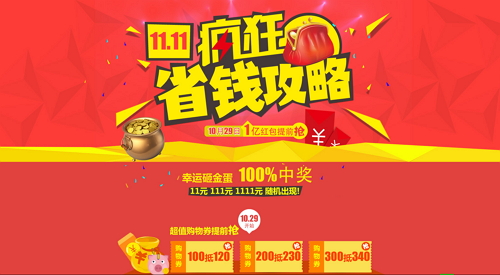 11.11 疯狂
省钱攻略
10月29日 1亿红包提前抢
幸运砸金蛋 100%中奖
11元 111元 1111元 随机出现!
10.29
开抢
超值购物券提前抢
购物券 100抵120 抢
购物券 200抵230 抢
购物券 300抵340 抢